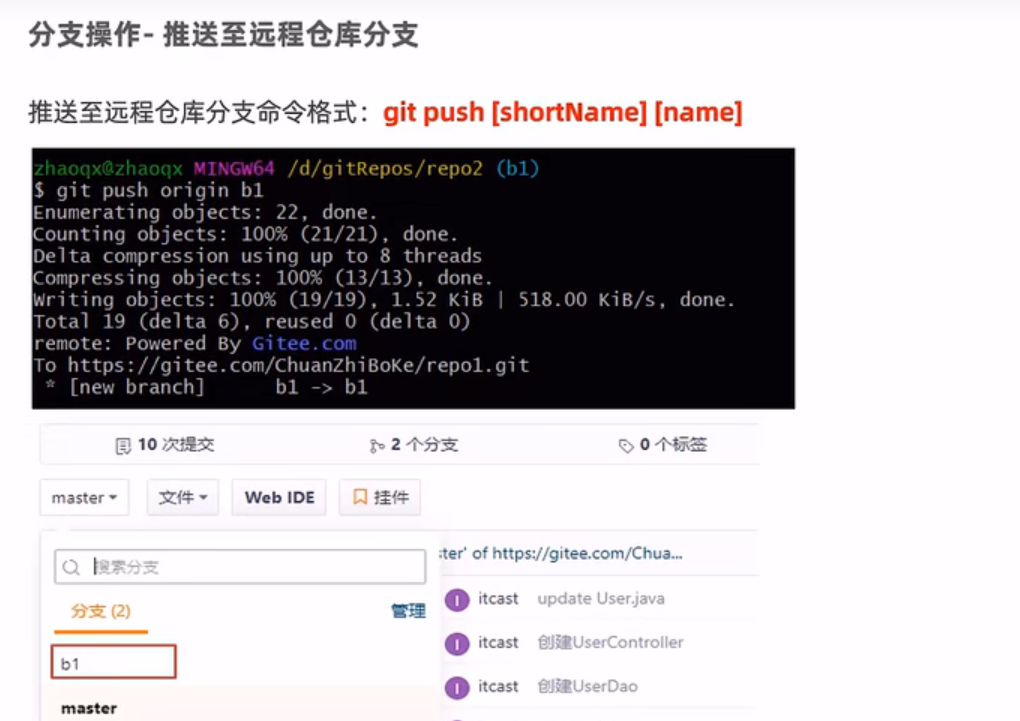 分支操作- 推送至远程仓库分支
推送至远程仓库分支命令格式：git push [shortName] [name]
zhaoqx@zhaoqx MINGW64 /d/gitRepos/repo2 (b1)
$ git push origin b1
Enumerating objects: 22, done.
Counting objects: 100% (21/21), done.
Delta compression using up to 8 threads
Compressing objects: 100% (13/13), done.
Writing objects: 100% (19/19), 1.52 KiB | 518.00 KiB/s, done.
Total 19 (delta 6), reused 0 (delta 0)
remote: Powered By Gitee.com
To https://gitee.com/ChuanZhiBoKe/repo1.git
* [new branch] b1 -> b1
10 次提交 2 个分支 0 个标签
master 文件 Web IDE 挂件
搜索分支 ter' of https://gitee.com/Chua...
分支 (2) 管理
I itcast update User.java
I itcast 创建UserController
b1
I itcast 创建UserDao
master